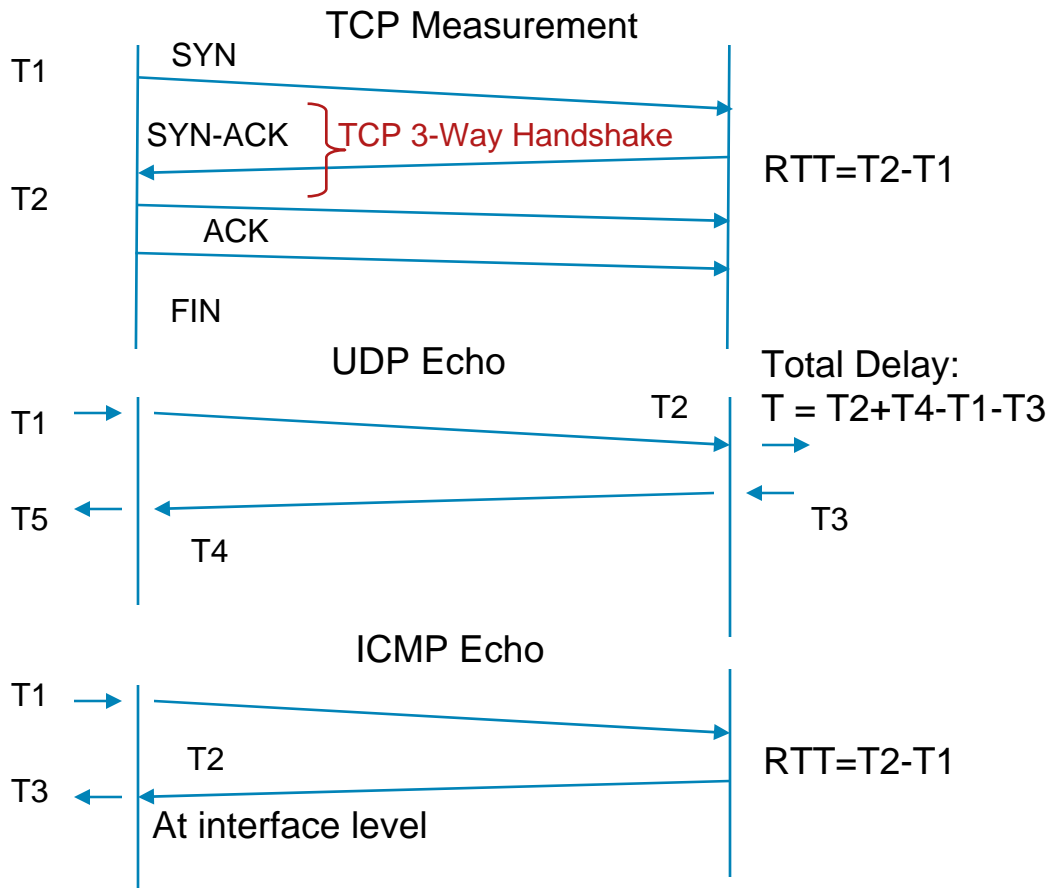 TCP Measurement
T1
SYN
SYN-ACK
TCP 3-Way Handshake
RTT=T2-T1
T2
ACK
FIN
UDP Echo
Total Delay:
T = T2+T4-T1-T3
T1
T2
T5
T3
T4
ICMP Echo
T1
T2
RTT=T2-T1
T3
At interface level